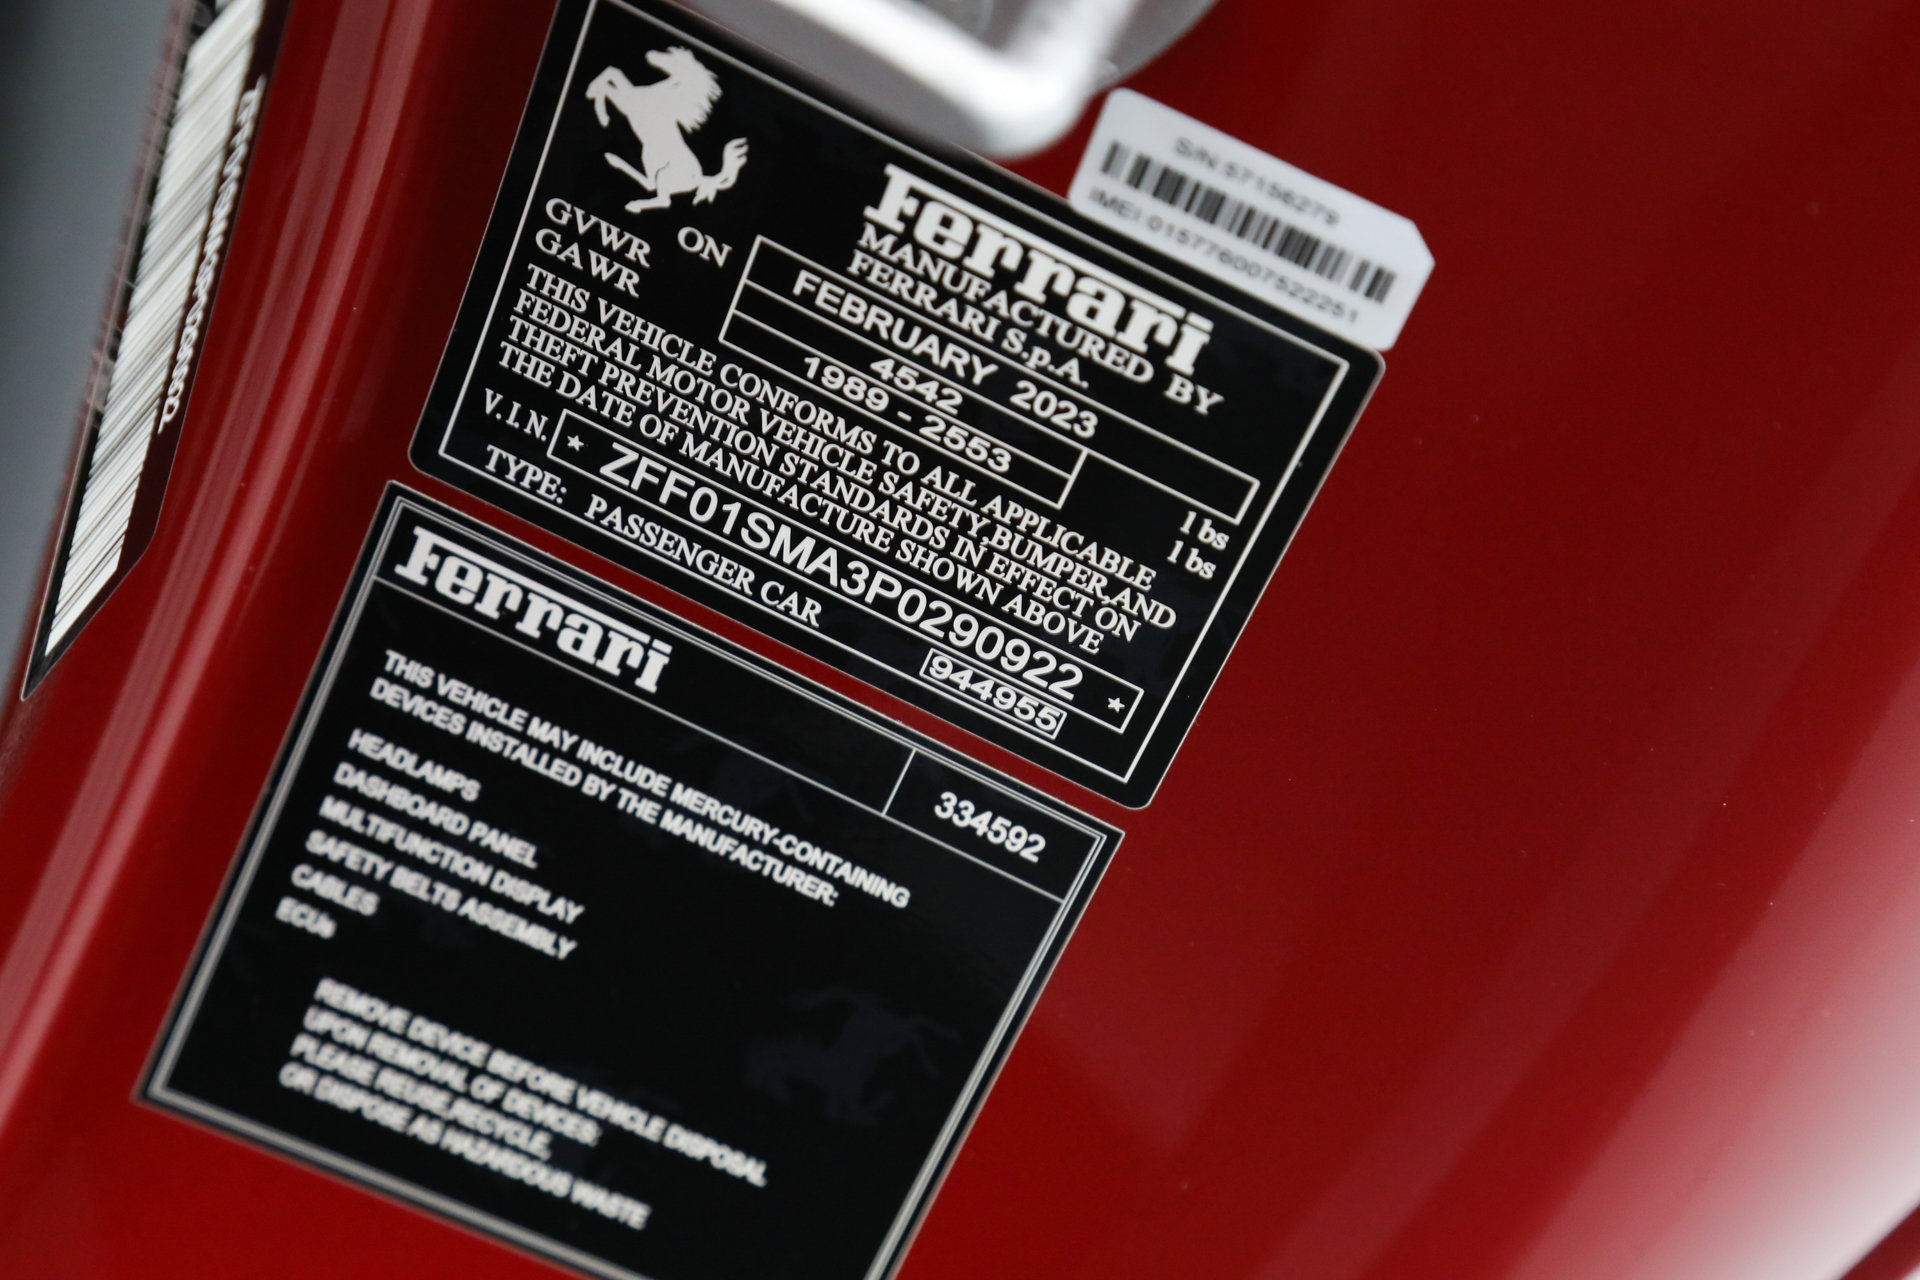 S/N:57156279
IMEI 015776007522251
Ferrari
MANUFACTURED BY
FERRARI S.p.A.
ON FEBRUARY 2023
GVWR 4542 lbs
GAWR 1989 - 2553 lbs
THIS VEHICLE CONFORMS TO ALL APPLICABLE
FEDERAL MOTOR VEHICLE SAFETY,BUMPER,AND
THEFT PREVENTION STANDARDS IN EFFECT ON
THE DATE OF MANUFACTURE SHOWN ABOVE
V.I.N. * ZFF01SMA3P0290922 *
TYPE: PASSENGER CAR 944955
Ferrari
334592
THIS VEHICLE MAY INCLUDE MERCURY-CONTAINING
DEVICES INSTALLED BY THE MANUFACTURER:
HEADLAMPS
DASHBOARD PANEL
MULTIFUNCTION DISPLAY
SAFETY BELTS ASSEMBLY
CABLES
ECUs
REMOVE DEVICE BEFORE VEHICLE DISPOSAL
UPON REMOVAL OF DEVICES:
PLEASE REUSE,RECYCLE,
OR DISPOSE AS HAZARDOUS WASTE